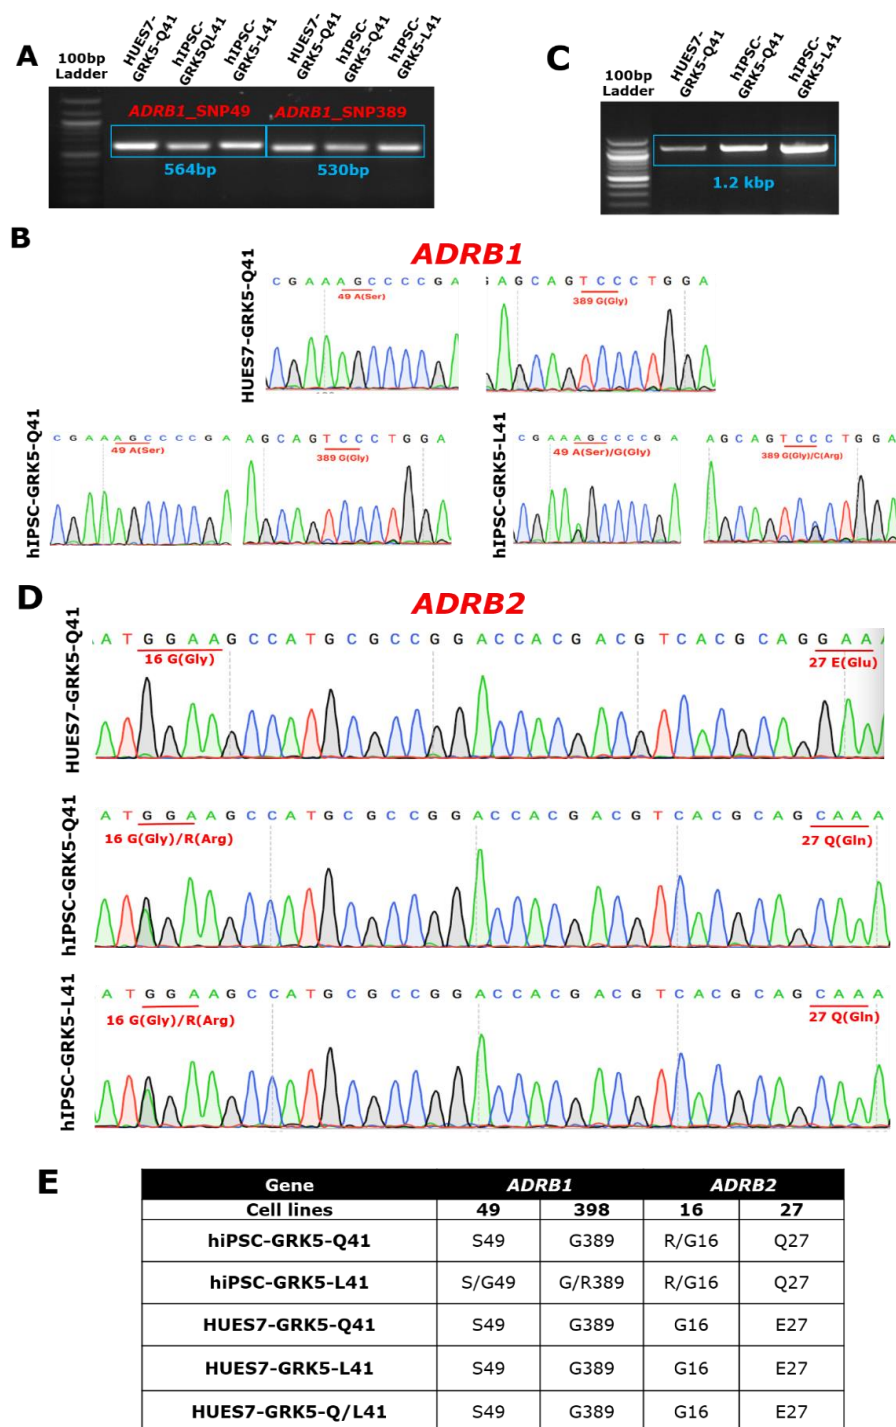 A
100bp
Ladder
HUES7-
GRK5-Q41
hIPSC-
GRK5QL41
hIPSC-
GRK5-L41
HUES7-
GRK5-Q41
hIPSC-
GRK5-Q41
hIPSC-
GRK5-L41
ADRB1_SNP49
ADRB1_SNP389
564bp
530bp
C
100bp
Ladder
HUES7-
GRK5-Q41
hIPSC-
GRK5-Q41
hIPSC-
GRK5-L41
1.2 kbp
B
ADRB1
HUES7-GRK5-Q41
C G A A A G C C C C G A
49 A(Ser)
G A G C A G T C C C T G G A
389 G(Gly)
hIPSC-GRK5-Q41
C G A A A G C C C C G A
49 A(Ser)
A G C A G T C C C T G G A
389 G(Gly)
hIPSC-GRK5-L41
C G A A A G C C C C G A
49 A(Ser)/G(Gly)
A G C A G T C C C T G G A
389 G(Gly)/C(Arg)
D
ADRB2
HUES7-GRK5-Q41
A T G G A A G C C A T G C G C C G G A C C A C G A C G T C A C G C A G G A A A
16 G(Gly)
27 E(Glu)
hIPSC-GRK5-Q41
A T G G A A G C C A T G C G C C G G A C C A C G A C G T C A C G C A G C A A A
16 G(Gly)/R(Arg)
27 Q(Gln)
hIPSC-GRK5-L41
A T G G A A G C C A T G C G C C G G A C C A C G A C G T C A C G C A G C A A A
16 G(Gly)/R(Arg)
27 Q(Gln)
E
Gene ADRB1 ADRB2
Cell lines 49 398 16 27
hiPSC-GRK5-Q41 S49 G389 R/G16 Q27
hiPSC-GRK5-L41 S/G49 G/R389 R/G16 Q27
HUES7-GRK5-Q41 S49 G389 G16 E27
HUES7-GRK5-L41 S49 G389 G16 E27
HUES7-GRK5-Q/L41 S49 G389 G16 E27